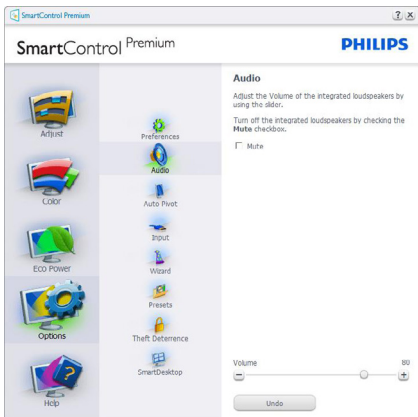 SmartControl Premium
SmartControl Premium
PHILIPS
Adjust
Color
Eco Power
Options
Help
Preferences
Audio
Auto Pivot
Input
Wizard
Presets
Theft Deterrence
SmartDesktop
Audio
Adjust the Volume of the integrated loudspeakers by
using the slider.
Turn off the integrated loudspeakers by checking the
Mute checkbox.
Mute
Volume 80
Undo